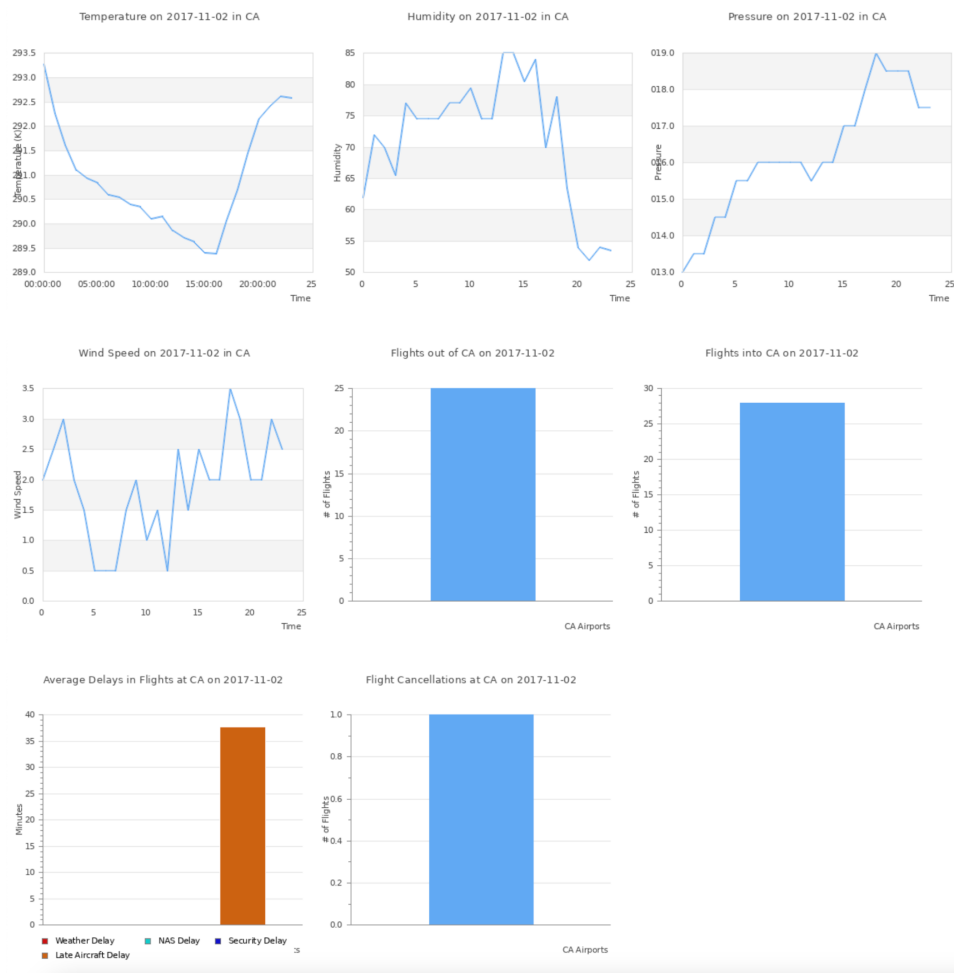 Temperature on 2017-11-02 in CA
293.5
293.0
292.5
292.0
291.5
291.0
290.5
290.0
289.5
289.0
Temperature (K)
00:00:00 05:00:00 10:00:00 15:00:00 20:00:00 25
Time
Humidity on 2017-11-02 in CA
85
80
75
70
65
60
55
50
Humidity
0 5 10 15 20 25
Time
Pressure on 2017-11-02 in CA
019.0
018.0
017.0
016.0
015.0
014.0
013.0
Pressure
0 5 10 15 20 25
Time
Wind Speed on 2017-11-02 in CA
3.5
3.0
2.5
2.0
1.5
1.0
0.5
0.0
Wind Speed
0 5 10 15 20 25
Time
Flights out of CA on 2017-11-02
25
20
15
10
5
0
# of Flights
CA Airports
Flights into CA on 2017-11-02
30
25
20
15
10
5
0
# of Flights
CA Airports
Average Delays in Flights at CA on 2017-11-02
40
35
30
25
20
15
10
5
0
Minutes
Weather Delay NAS Delay Security Delay
Late Aircraft Delay
Flight Cancellations at CA on 2017-11-02
1.0
0.8
0.6
0.4
0.2
0.0
# of Flights
CA Airports